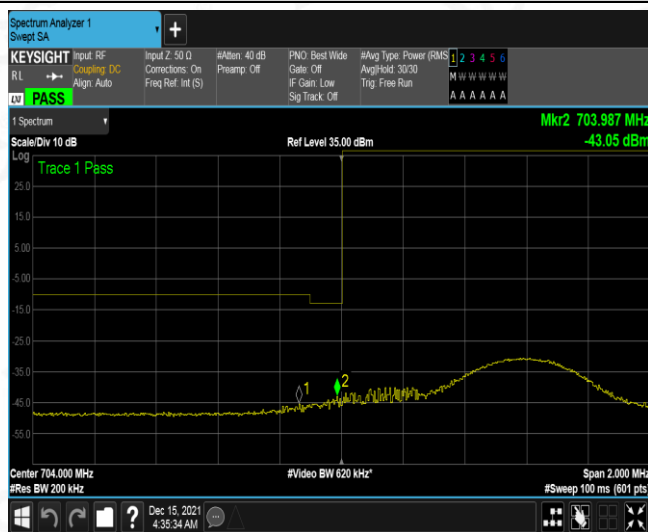 Spectrum Analyzer 1
Swept SA
+
KEYSIGHT Input: RF Input Z: 50 Ω #Atten: 40 dB PNO: Best Wide #Avg Type: Power (RMS 1 2 3 4 5 6
RL Coupling: DC Corrections: On Preamp: Off Gate: Off Avg|Hold: 30/30 M W W W W W
Align: Auto Freq Ref: Int (S) IF Gain: Low Trig: Free Run
LXI PASS Sig Track: Off A A A A A A
1 Spectrum Mkr2 703.987 MHz
Scale/Div 10 dB Ref Level 35.00 dBm -43.05 dBm
Log
Trace 1 Pass
25.0
15.0
5.00
-5.00
-15.0
-25.0
-35.0
1 2
-45.0
-55.0
Center 704.000 MHz #Video BW 620 kHz* Span 2.000 MHz
#Res BW 200 kHz #Sweep 100 ms (601 pts)
? Dec 15, 2021
4:35:34 AM